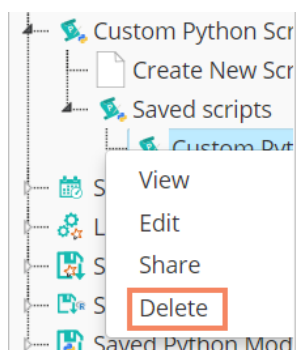 Custom Python Scr
Create New Scr
Saved scripts
Custom Pyt
View
S
Edit
L
Share
S
Delete
S
Saved Python Mod